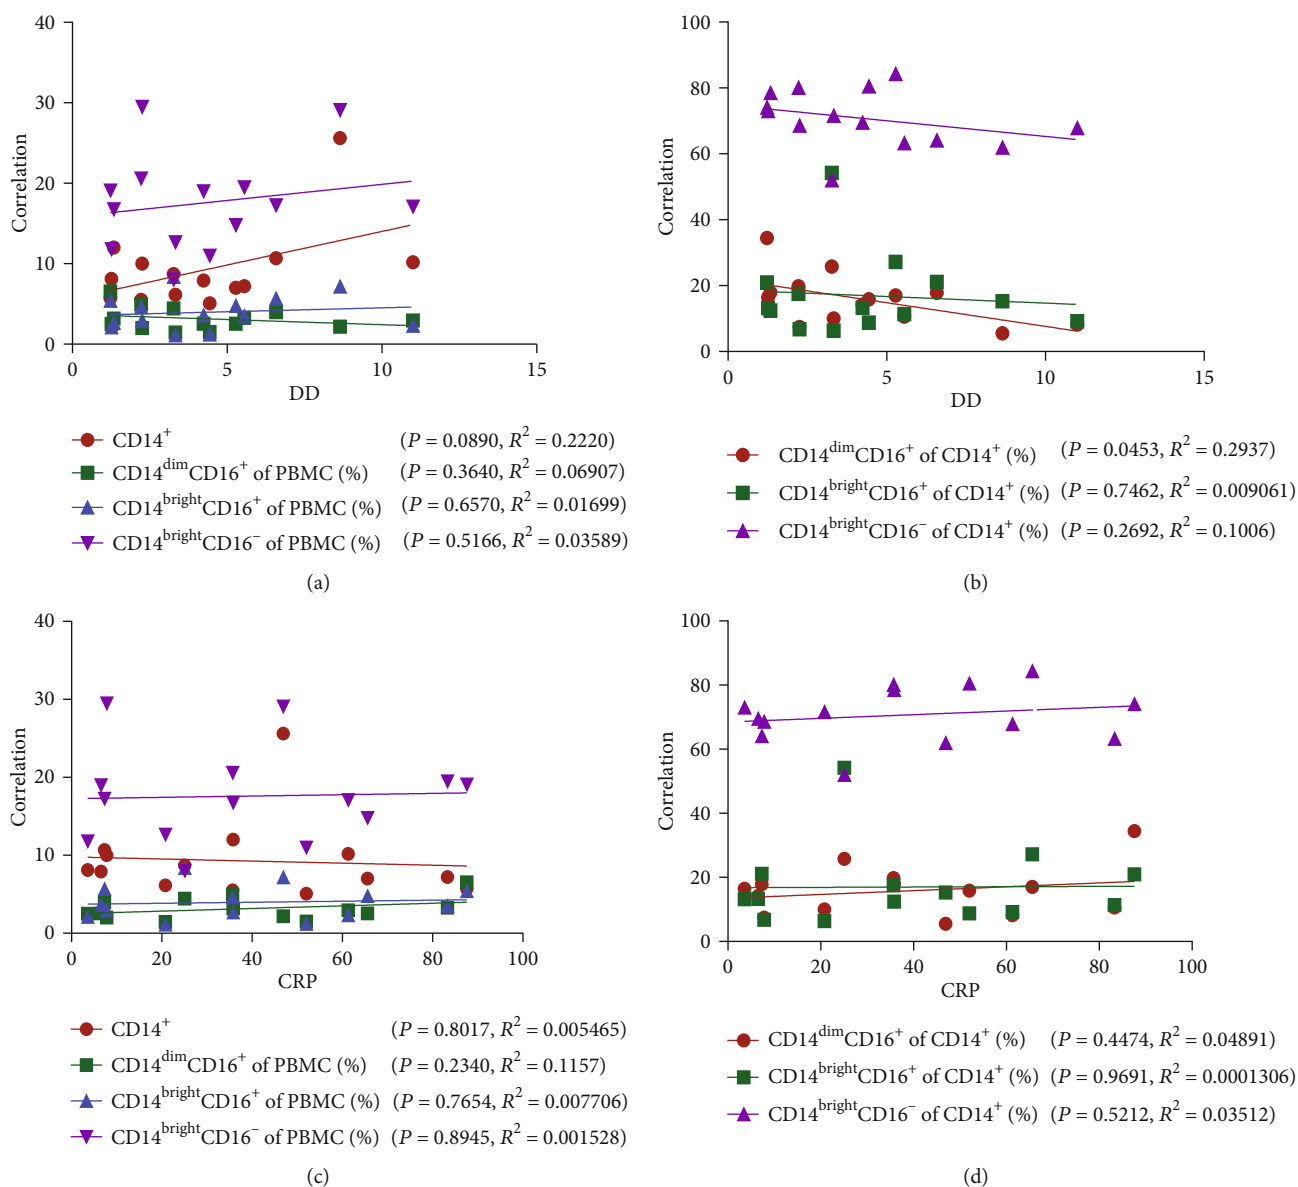 40
30
20
10
0
Correlation
0 5 10 15
DD
CD14⁺ (P = 0.0890, R² = 0.2220)
CD14ᵈⁱᵐCD16⁺ of PBMC (%) (P = 0.3640, R² = 0.06907)
CD14ᵇʳⁱᵍʰᵗCD16⁺ of PBMC (%) (P = 0.6570, R² = 0.01699)
CD14ᵇʳⁱᵍʰᵗCD16⁻ of PBMC (%) (P = 0.5166, R² = 0.03589)
(a)
100
80
60
40
20
0
Correlation
0 5 10 15
DD
CD14ᵈⁱᵐCD16⁺ of CD14⁺ (%) (P = 0.0453, R² = 0.2937)
CD14ᵇʳⁱᵍʰᵗCD16⁺ of CD14⁺ (%) (P = 0.7462, R² = 0.009061)
CD14ᵇʳⁱᵍʰᵗCD16⁻ of CD14⁺ (%) (P = 0.2692, R² = 0.1006)
(b)
40
30
20
10
0
Correlation
0 20 40 60 80 100
CRP
CD14⁺ (P = 0.8017, R² = 0.005465)
CD14ᵈⁱᵐCD16⁺ of PBMC (%) (P = 0.2340, R² = 0.1157)
CD14ᵇʳⁱᵍʰᵗCD16⁺ of PBMC (%) (P = 0.7654, R² = 0.007706)
CD14ᵇʳⁱᵍʰᵗCD16⁻ of PBMC (%) (P = 0.8945, R² = 0.001528)
(c)
100
80
60
40
20
0
Correlation
0 20 40 60 80 100
CRP
CD14ᵈⁱᵐCD16⁺ of CD14⁺ (%) (P = 0.4474, R² = 0.04891)
CD14ᵇʳⁱᵍʰᵗCD16⁺ of CD14⁺ (%) (P = 0.9691, R² = 0.0001306)
CD14ᵇʳⁱᵍʰᵗCD16⁻ of CD14⁺ (%) (P = 0.5212, R² = 0.03512)
(d)